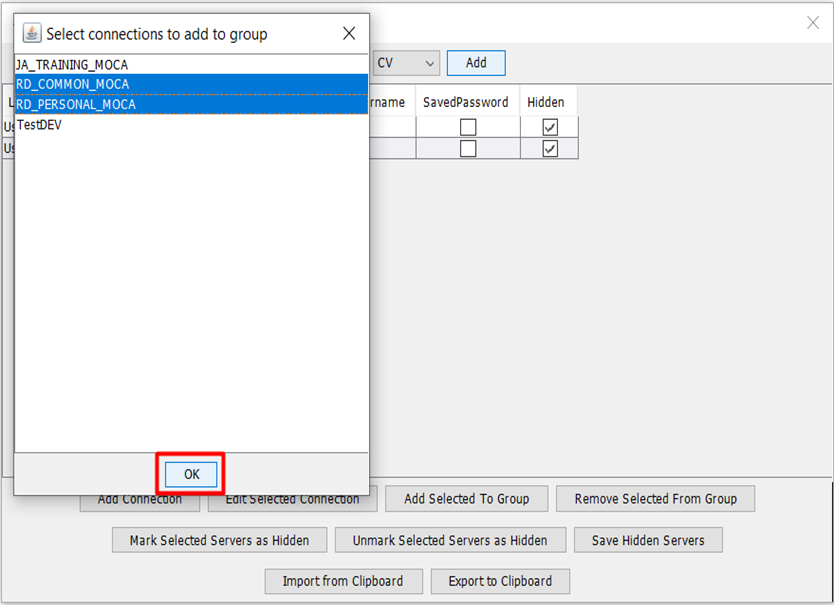 Select connections to add to group
JA_TRAINING_MOCA
RD_COMMON_MOCA
RD_PERSONAL_MOCA
TestDEV
OK
CV
Add
L
rname
SavedPassword
Hidden
Us
Us
Add Connection
Edit Selected Connection
Add Selected To Group
Remove Selected From Group
Mark Selected Servers as Hidden
Unmark Selected Servers as Hidden
Save Hidden Servers
Import from Clipboard
Export to Clipboard